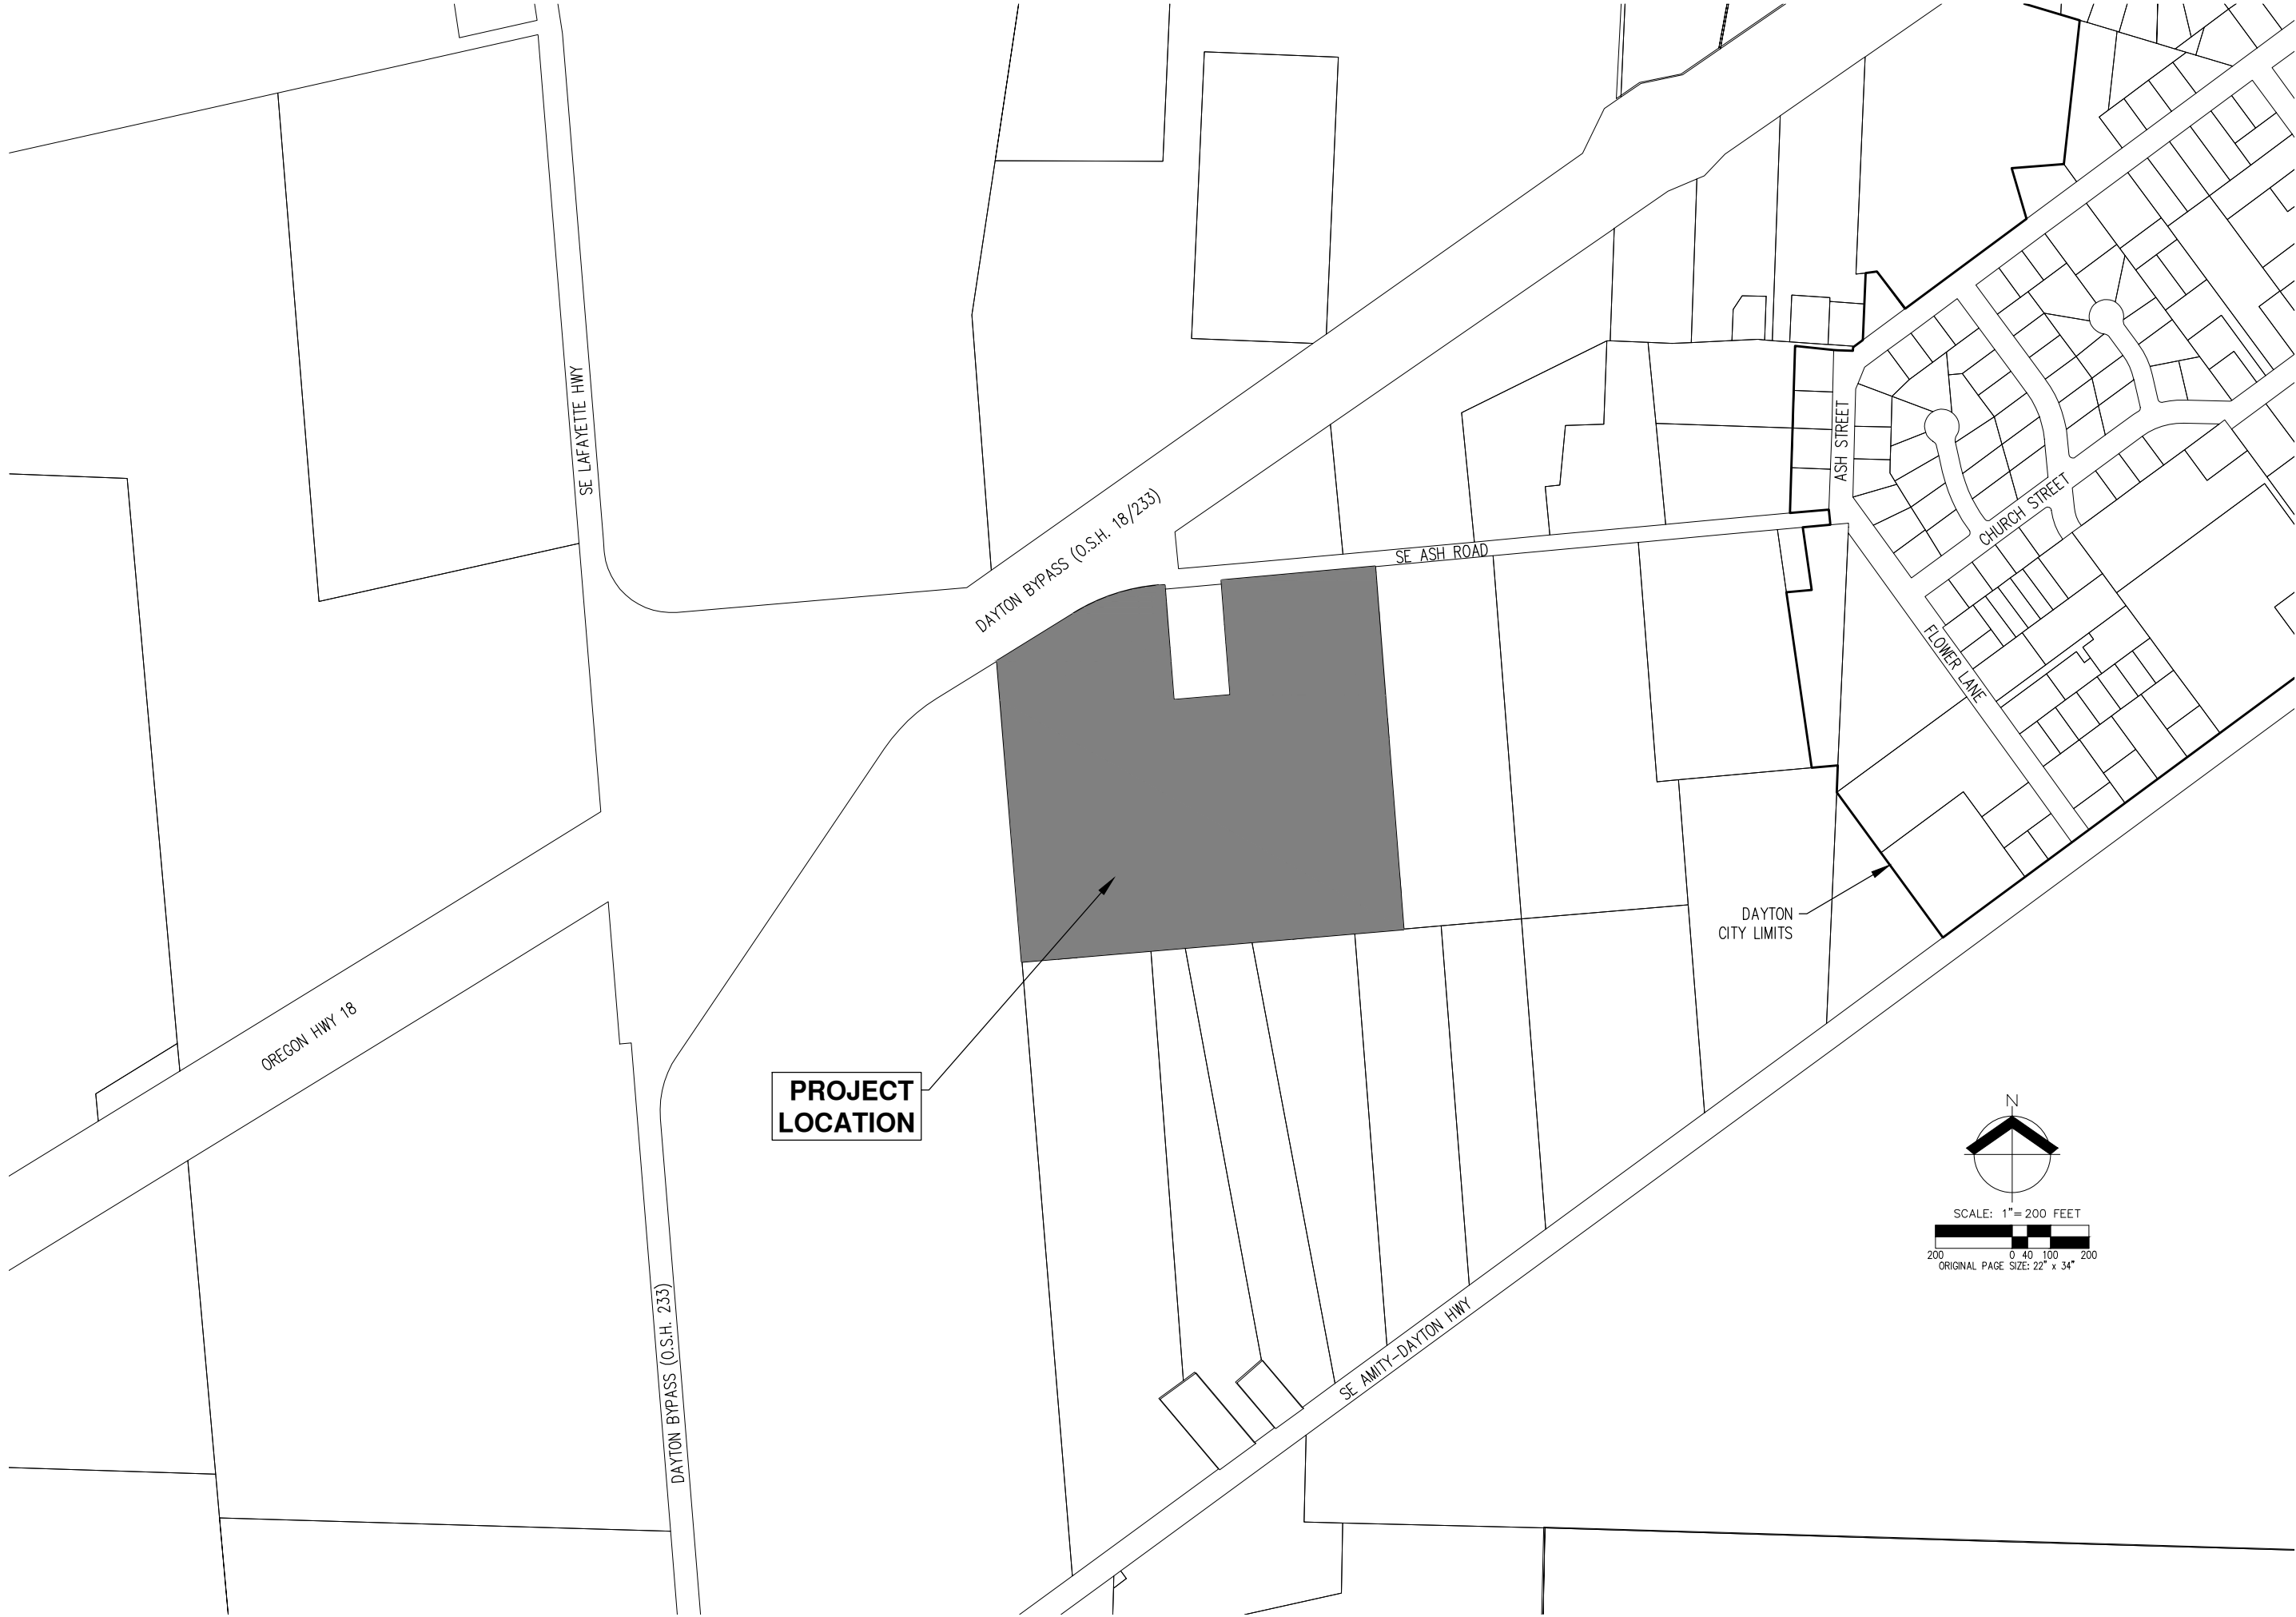 SE LAFAYETTE HWY
DAYTON BYPASS (O.S.H. 18/233)
SE ASH ROAD
ASH STREET
CHURCH STREET
FLOWER LANE
DAYTON
CITY LIMITS
OREGON HWY 18
PROJECT
LOCATION
DAYTON BYPASS (O.S.H. 233)
SE AMITY-DAYTON HWY
N
SCALE: 1"=200 FEET
200 0 40 100 200
ORIGINAL PAGE SIZE: 22" x 34"